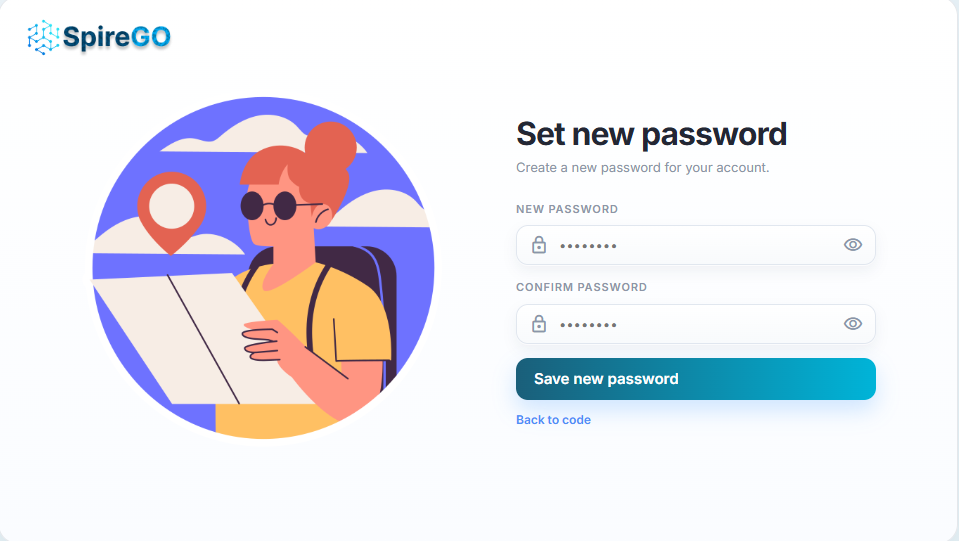 SpireGO
Set new password
Create a new password for your account.
NEW PASSWORD
••••••••
CONFIRM PASSWORD
••••••••
Save new password
Back to code